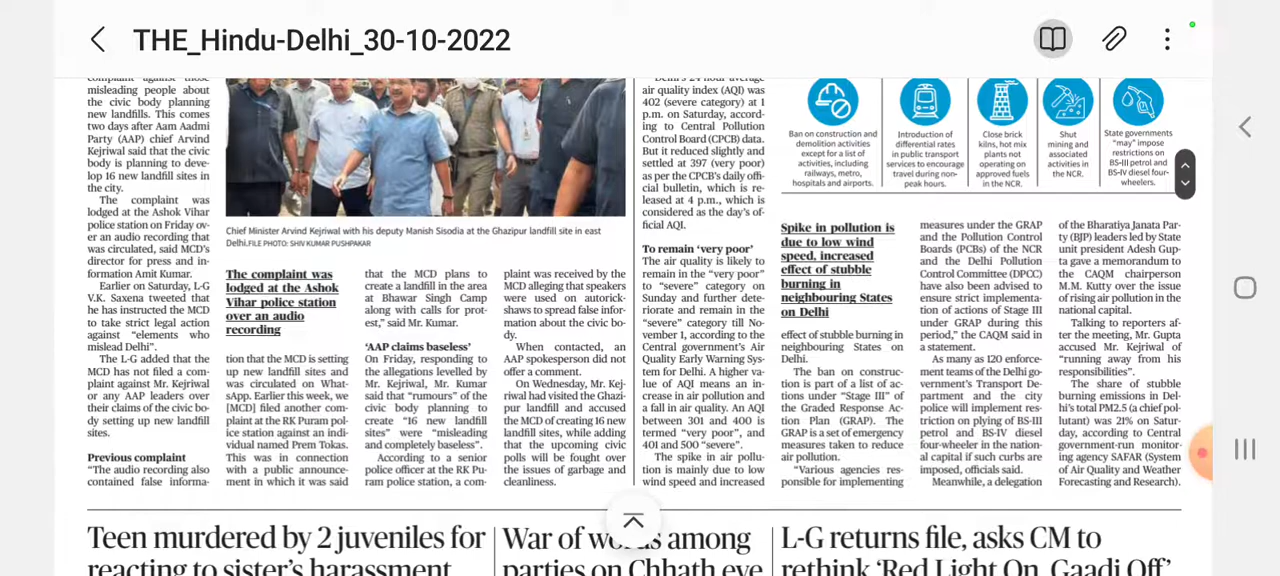 THE_Hindu-Delhi_30-10-2022
complaint against those
misleading people about
the civic body planning
new landfills. This comes
two days after Aam Aadmi
Party (AAP) chief Arvind
Kejriwal said that the civic
body is planning to deve-
lop 16 new landfill sites in
the city.
The complaint was
lodged at the Ashok Vihar
police station on Friday ov-
er an audio recording that
was circulated, said MCD's
director for press and in-
formation Amit Kumar.
Earlier on Saturday, L-G
V.K. Saxena tweeted that
he has instructed the MCD
to take strict legal action
against "elements who
mislead Delhi".
The L-G added that the
MCD has not filed a com-
plaint against Mr. Kejriwal
or any AAP leaders over
their claims of the civic bo-
dy setting up new landfill
sites.
Previous complaint
"The audio recording also
contained false informa-
Chief Minister Arvind Kejriwal with his deputy Manish Sisodia at the Ghazipur landfill site in east
Delhi.FILE PHOTO: SHIV KUMAR PUSHPAKAR
The complaint was
lodged at the Ashok
Vihar police station
over an audio
recording
tion that the MCD is setting
up new landfill sites and
was circulated on What-
sApp. Earlier this week, we
[MCD] filed another com-
plaint at the RK Puram pol-
ice station against an indi-
vidual named Prem Tokas.
This was in connection
with a public announce-
ment in which it was said
that the MCD plans to
create a landfill in the area
at Bhawar Singh Camp
along with calls for prot-
est," said Mr. Kumar.
'AAP claims baseless'
On Friday, responding to
the allegations levelled by
Mr. Kejriwal, Mr. Kumar
said that "rumours" of the
civic body planning to
create "16 new landfill
sites" were "misleading
and completely baseless".
According to a senior
police officer at the RK Pu-
ram police station, a com-
plaint was received by the
MCD alleging that speakers
were used on autorick-
shaws to spread false infor-
mation about the civic bo-
dy.
When contacted, an
AAP spokesperson did not
offer a comment.
On Wednesday, Mr. Kej-
riwal had visited the Ghazi-
pur landfill and accused
the MCD of creating 16 new
landfill sites, while adding
that the upcoming civic
polls will be fought over
the issues of garbage and
cleanliness.
Delhi's 24-hour average
air quality index (AQI) was
402 (severe category) at 1
p.m. on Saturday, accord-
ing to Central Pollution
Control Board (CPCB) data.
But it reduced slightly and
settled at 397 (very poor)
as per the CPCB's daily offi-
cial bulletin, which is re-
leased at 4 p.m., which is
considered as the day's of-
ficial AQI.
To remain 'very poor'
The air quality is likely to
remain in the "very poor"
to "severe" category on
Sunday and further dete-
riorate and remain in the
"severe" category till No-
vember 1, according to the
Central government's Air
Quality Early Warning Sys-
tem for Delhi. A higher va-
lue of AQI means an in-
crease in air pollution and
a fall in air quality. An AQI
between 301 and 400 is
termed "very poor", and
401 and 500 "severe".
The spike in air pollu-
tion is mainly due to low
wind speed and increased
Ban on construction and
demolition activities
except for a list of
activities, including
railways, metro,
hospitals and airports.
Introduction of
differential rates
in public transport
services to encourage
travel during non-
peak hours.
Close brick
kilns, hot mix
plants not
operating on
approved fuels
in the NCR.
Shut
mining and
associated
activities in
the NCR.
State governments
"may" impose
restrictions on
BS-III petrol and
BS-IV diesel four-
wheelers.
Spike in pollution is
due to low wind
speed, increased
effect of stubble
burning in
neighbouring States
on Delhi
effect of stubble burning in
neighbouring States on
Delhi.
The ban on construc-
tion is part of a list of ac-
tions under "Stage III" of
the Graded Response Ac-
tion Plan (GRAP). The
GRAP is a set of emergency
measures taken to reduce
air pollution.
"Various agencies res-
ponsible for implementing
measures under the GRAP
and the Pollution Control
Boards (PCBs) of the NCR
and the Delhi Pollution
Control Committee (DPCC)
have also been advised to
ensure strict implementa-
tion of actions of Stage III
under GRAP during this
period," the CAQM said in
a statement.
As many as 120 enforce-
ment teams of the Delhi go-
vernment's Transport De-
partment and the city
police will implement res-
triction on plying of BS-III
petrol and BS-IV diesel
four-wheeler in the nation-
al capital if such curbs are
imposed, officials said.
Meanwhile, a delegation
of the Bharatiya Janata Par-
ty (BJP) leaders led by State
unit president Adesh Gup-
ta gave a memorandum to
the CAQM chairperson
M.M. Kutty over the issue
of rising air pollution in the
national capital.
Talking to reporters af-
ter the meeting, Mr. Gupta
accused Mr. Kejriwal of
"running away from his
responsibilities".
The share of stubble
burning emissions in Del-
hi's total PM2.5 (a chief pol-
lutant) was 21% on Satur-
day, according to Central
government-run monitor-
ing agency SAFAR (System
of Air Quality and Weather
Forecasting and Research).
Teen murdered by 2 juveniles for
reacting to sister's harassment
War of words among
parties on Chhath eve
L-G returns file, asks CM to
rethink 'Red Light On, Gaadi Off'